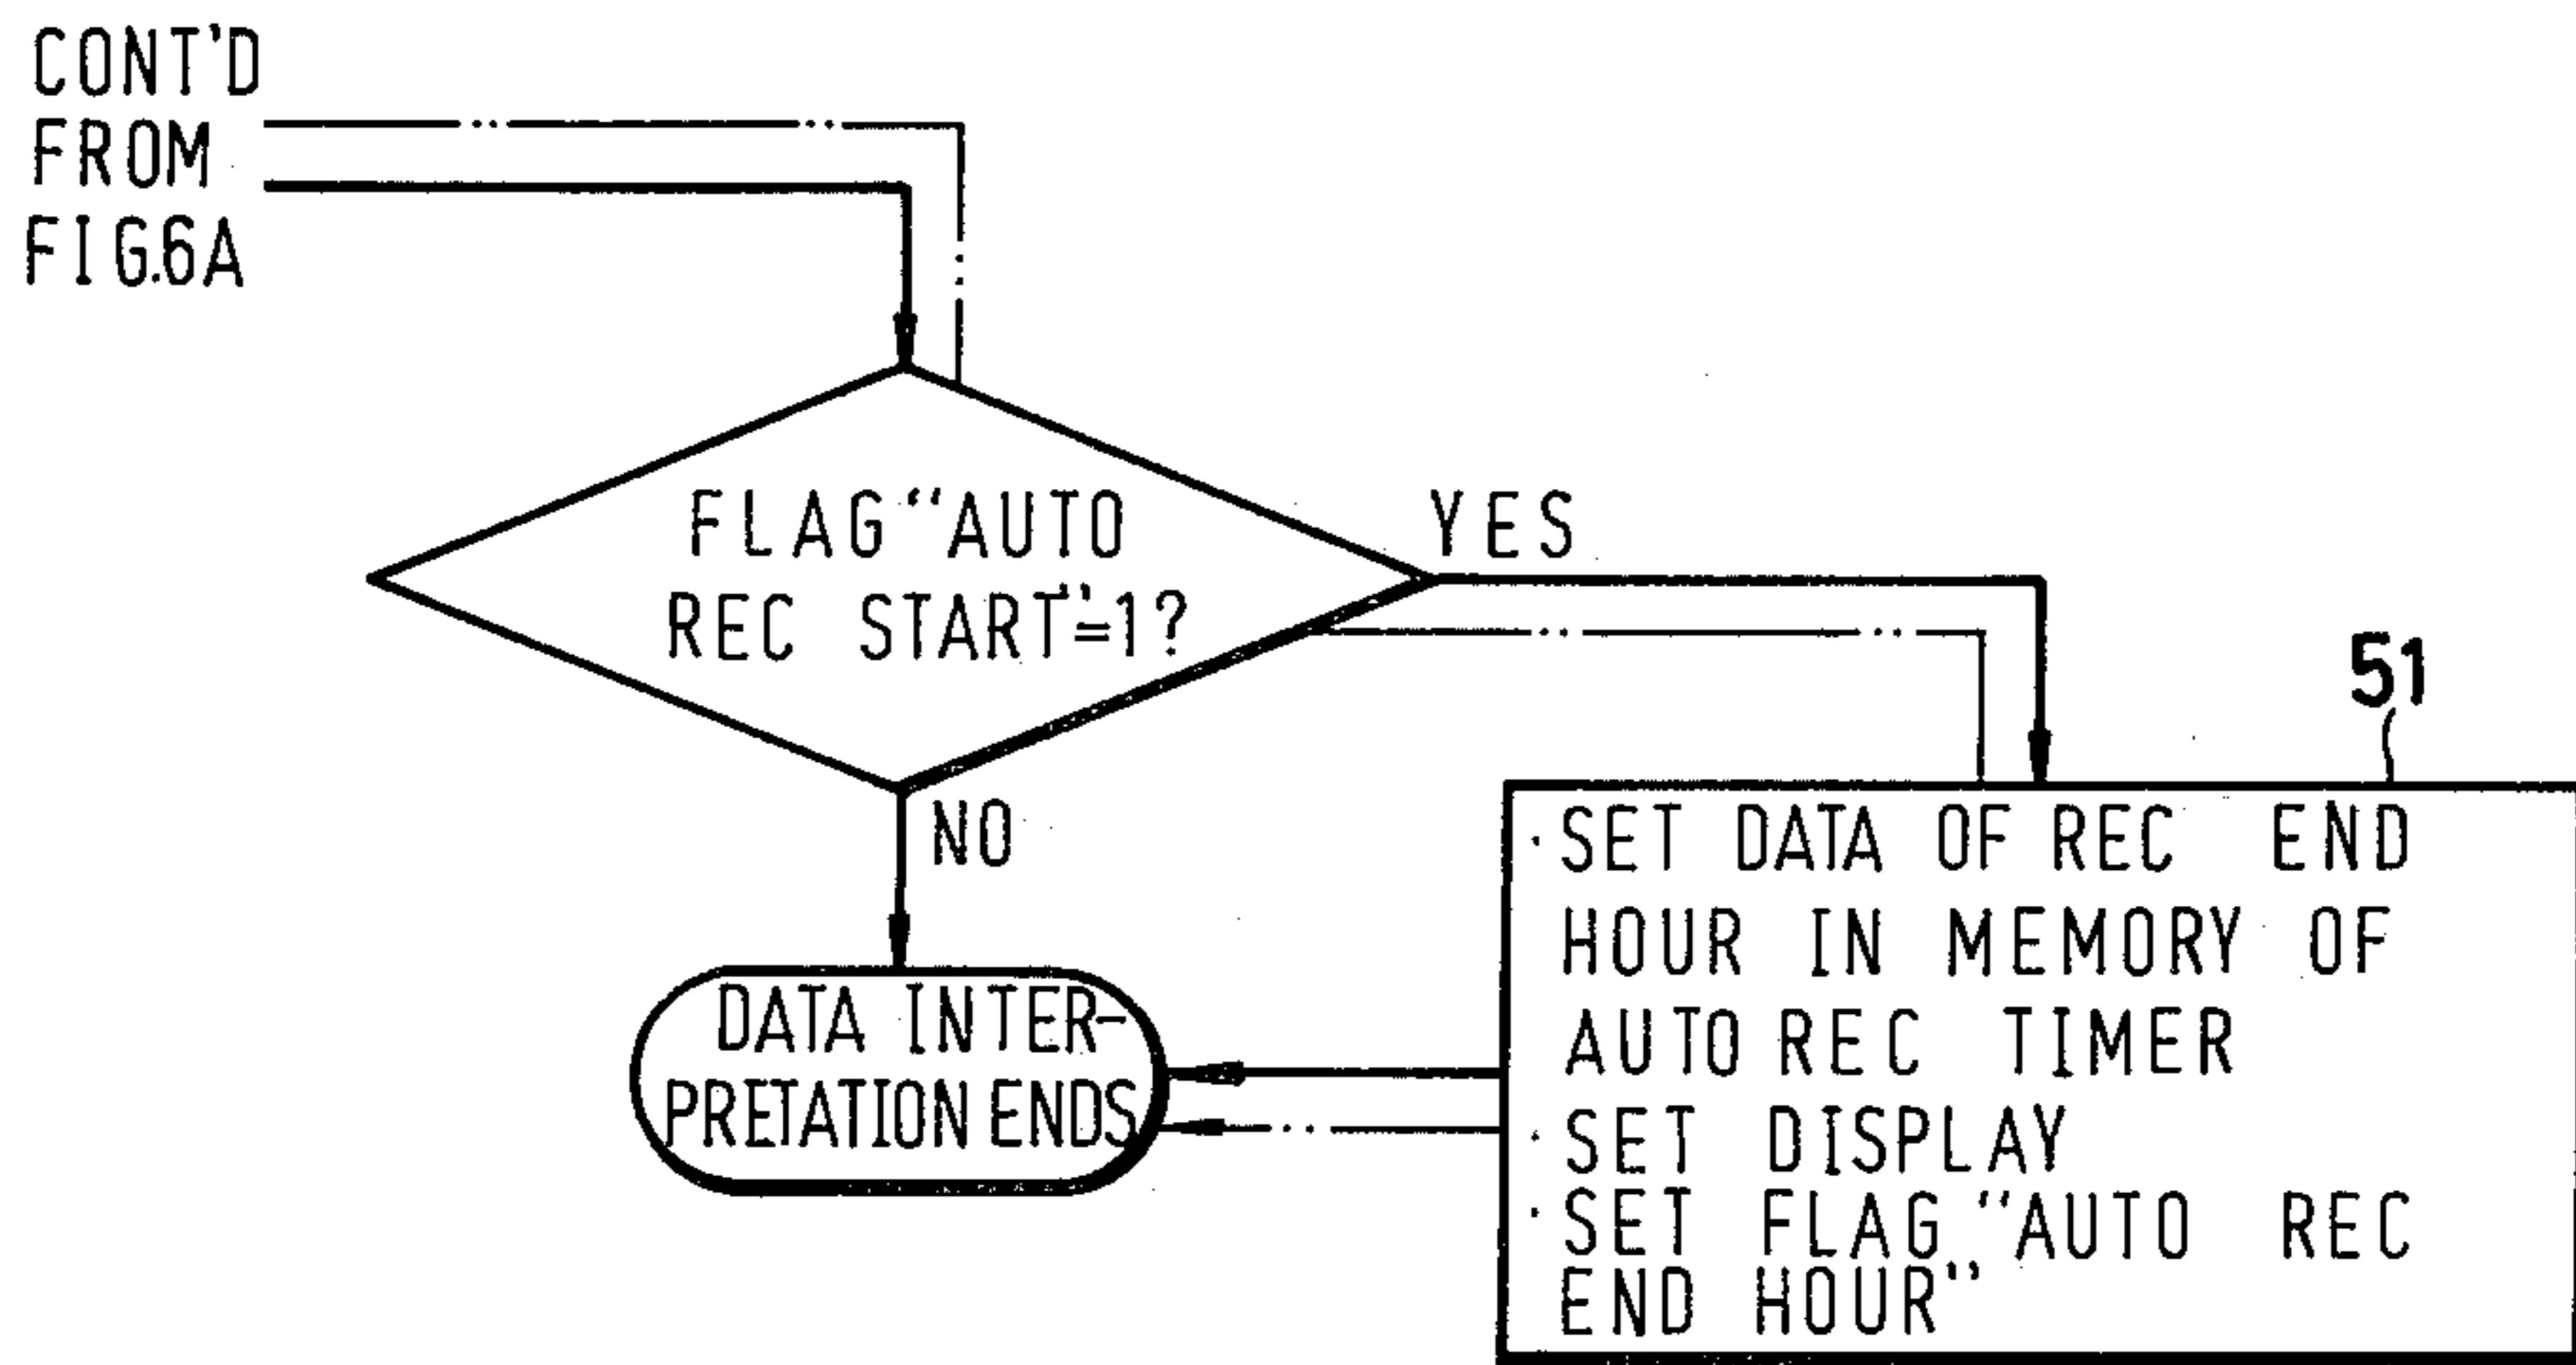 CONT'D
FROM
FIG.6A
FLAG "AUTO
REC START"=1?
YES
NO
51
·SET DATA OF REC END
HOUR IN MEMORY OF
AUTO REC TIMER
·SET DISPLAY
·SET FLAG "AUTO REC
END HOUR"
DATA INTER-
PRETATION ENDS